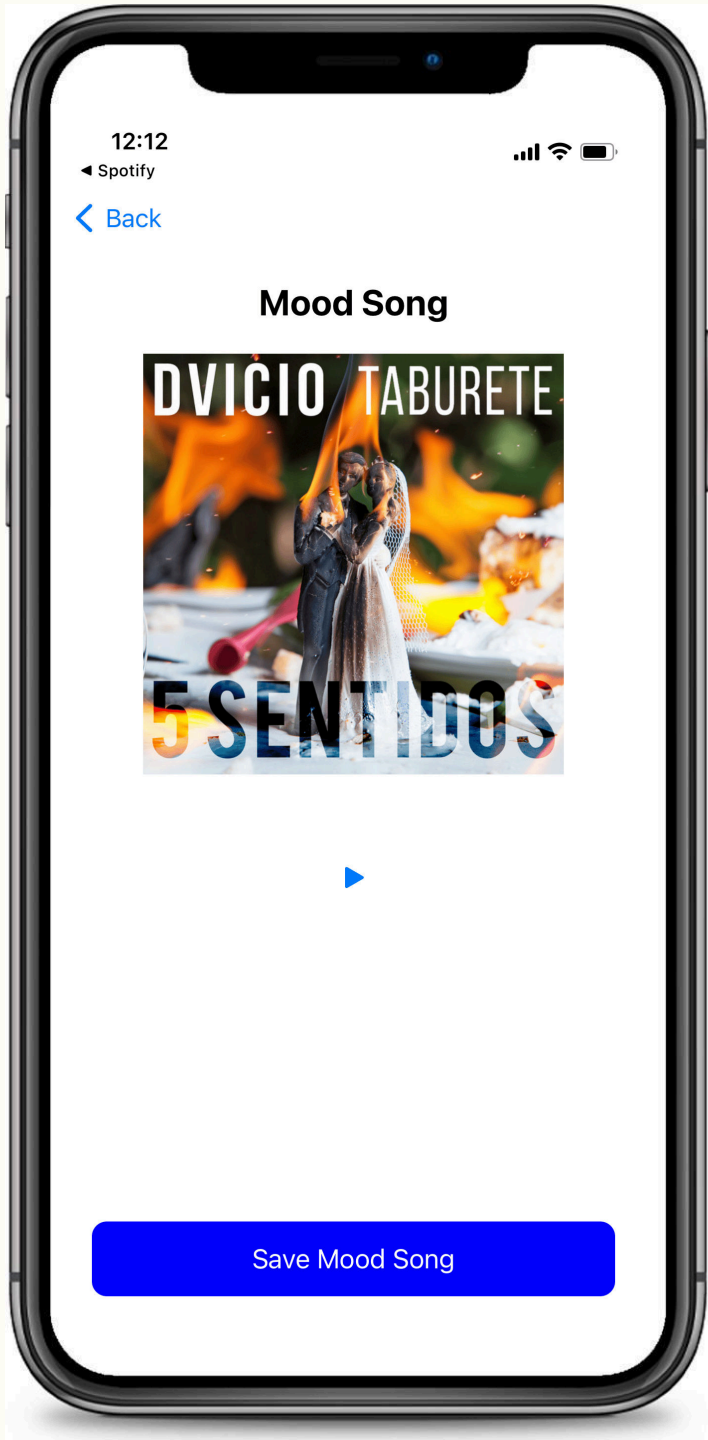 12:12
◀ Spotify
Back
Mood Song
DVICIO TABURETE
5 SENTIDOS
Save Mood Song